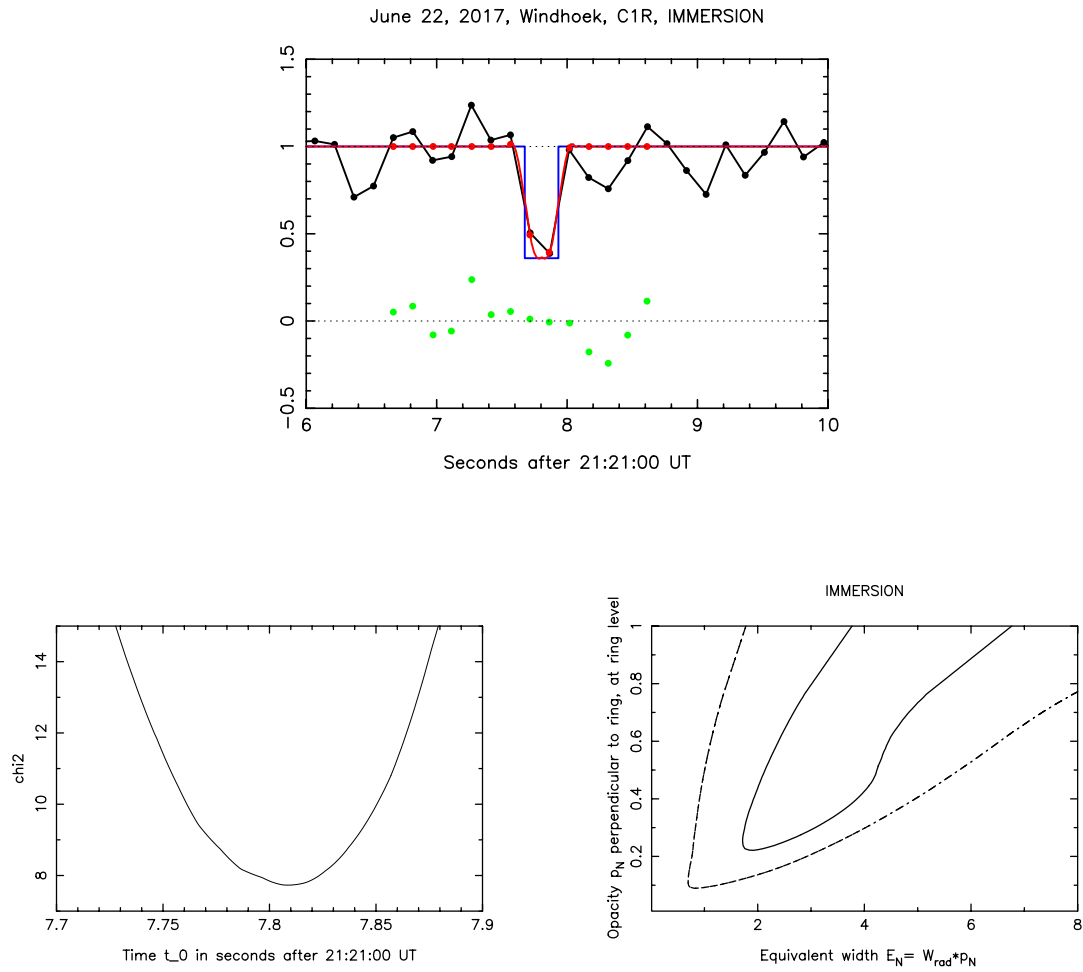 June 22, 2017, Windhoek, C1R, IMMERSION
1.5
1
0.5
0
-0.5
6 7 8 9 10
Seconds after 21:21:00 UT
14
12
10
8
chi2
7.7 7.75 7.8 7.85 7.9
Time t_0 in seconds after 21:21:00 UT
IMMERSION
1
0.8
0.6
0.4
0.2
Opacity p_N perpendicular to ring, at ring level
2 4 6 8
Equivalent width E_N= W_rad*p_N